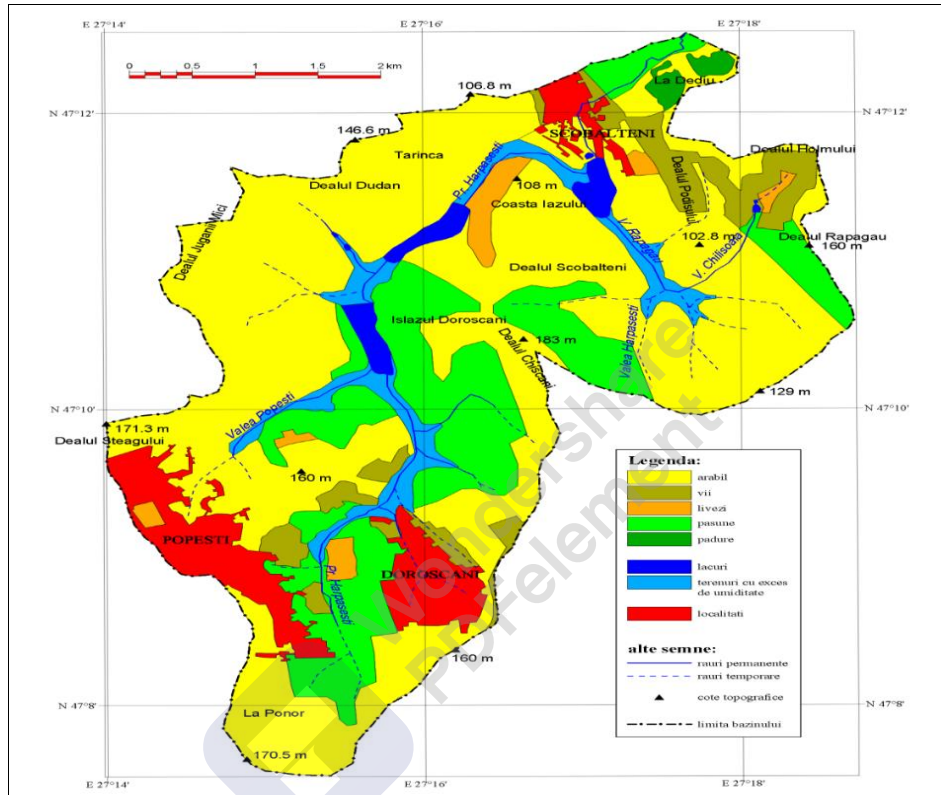 E 27°14'
E 27°16'
E 27°18'
0 0.5 1 1.5 2 km
La Dediu
106.8 m
N 47°12'
N 47°12'
SCOBALTENI
146.6 m
Tarinca
Dealul Holmului
Pr. Harpasesti
Dealul Dudan
108 m
Dealul Podisului
Coasta Iazului
Dealul Jugani Mici
V. Rapagau
102.8 m
Dealul Rapagau
160 m
V. Chilisoaia
Dealul Scobalteni
Islazul Doroscani
183 m
Dealul Chiscani
Valea Harpasesti
129 m
Valea Popesti
N 47°10'
N 47°10'
171.3 m
Dealul Steagului
160 m
Legenda:
arabil
vii
livezi
pasune
padure
lacuri
terenuri cu exces
de umiditate
localitati
alte semne:
rauri permanente
rauri temporare
cote topografice
limita bazinului
POPESTI
DOROSCANI
Pr. Harpasesti
160 m
N 47°8'
N 47°8'
La Ponor
170.5 m
E 27°14'
E 27°16'
E 27°18'
Wondershare
PDFelement